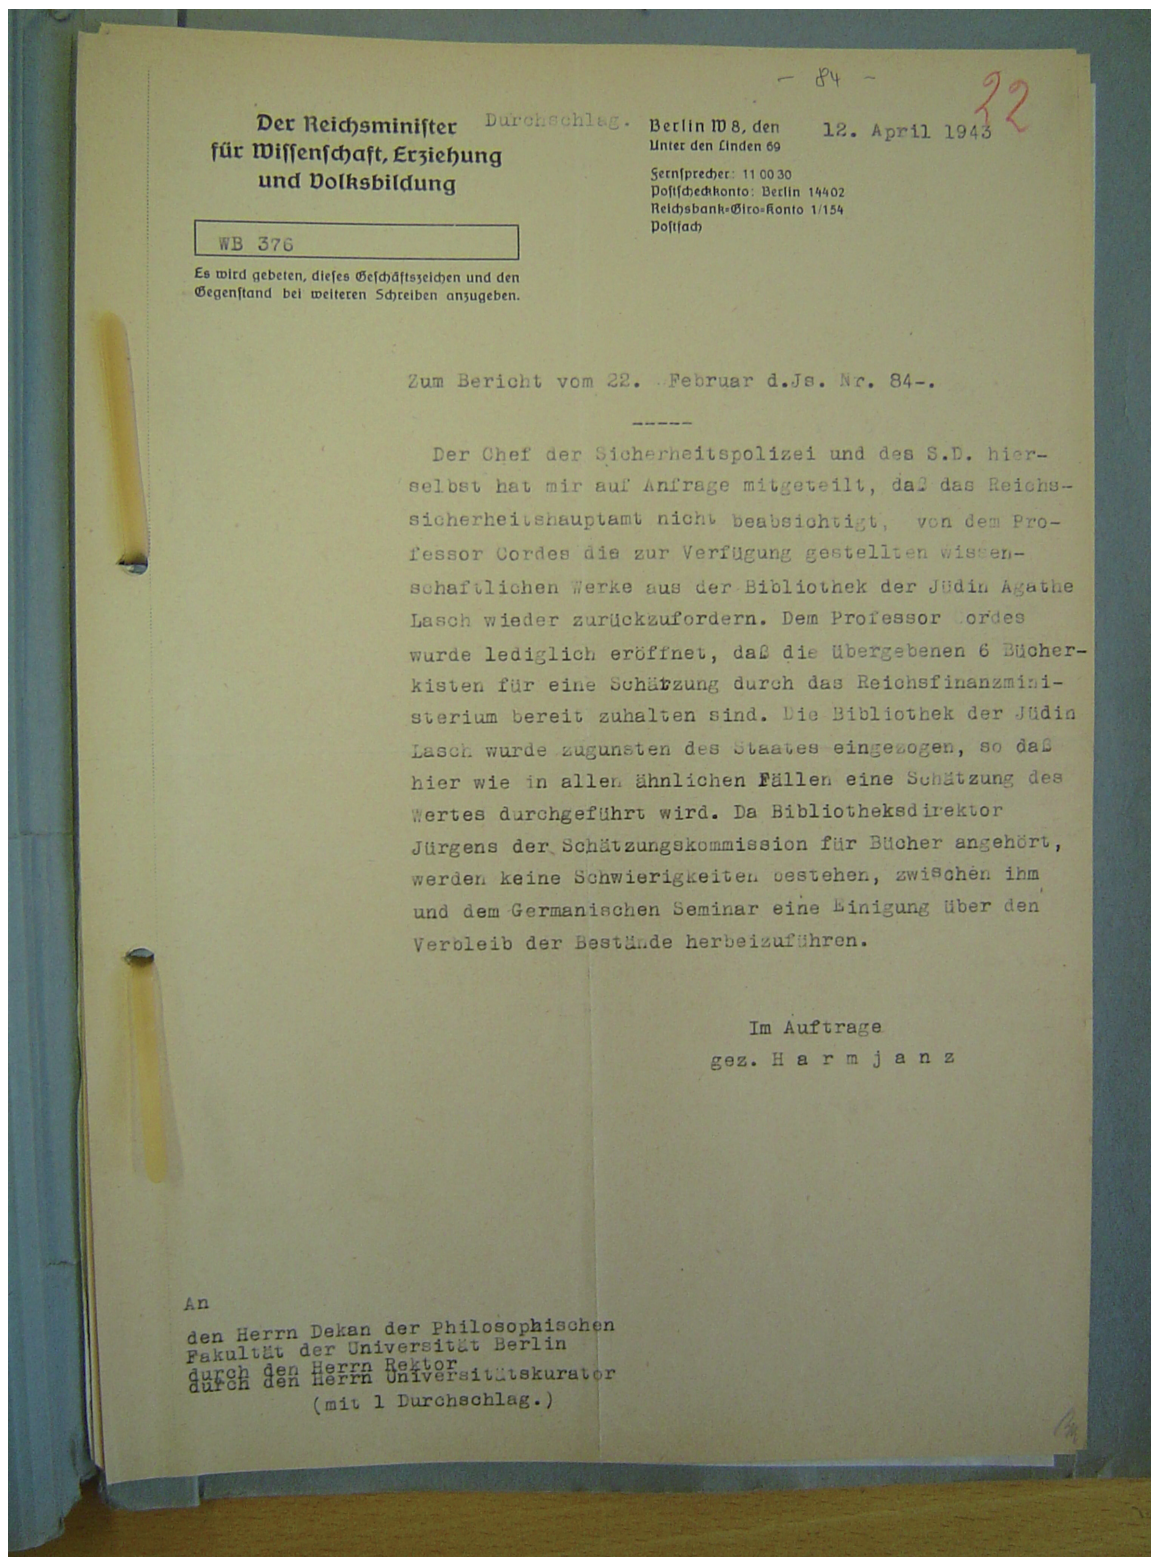 - 84 -
22
Der Reichsminister
für Wissenschaft, Erziehung
und Volksbildung
Durchschlag.
Berlin W 8, den 12. April 1943
Unter den Linden 69
Fernsprecher: 11 00 30
Postscheckkonto: Berlin 14402
Reichsbank-Giro-Konto 1/154
Postfach
WB 376
Es wird gebeten, dieses Geschäftszeichen und den
Gegenstand bei weiteren Schreiben anzugeben.
Zum Bericht vom 22. Februar d.Js. Nr. 84-.
-----
Der Chef der Sicherheitspolizei und des S.D. hier-
selbst hat mir auf Anfrage mitgeteilt, daß das Reichs-
sicherheitshauptamt nicht beabsichtigt, von dem Pro-
fessor Cordes die zur Verfügung gestellten wissen-
schaftlichen Werke aus der Bibliothek der Jüdin Agathe
Lasch wieder zurückzufordern. Dem Professor Cordes
wurde lediglich eröffnet, daß die übergebenen 6 Bücher-
kisten für eine Schätzung durch das Reichsfinanzmini-
sterium bereit zuhalten sind. Die Bibliothek der Jüdin
Lasch wurde zugunsten des Staates eingezogen, so daß
hier wie in allen ähnlichen Fällen eine Schätzung des
Wertes durchgeführt wird. Da Bibliotheksdirektor
Jürgens der Schätzungskommission für Bücher angehört,
werden keine Schwierigkeiten bestehen, zwischen ihm
und dem Germanischen Seminar eine Einigung über den
Verbleib der Bestände herbeizuführen.
Im Auftrage
gez. H a r m j a n z
An
den Herrn Dekan der Philosophischen
Fakultät der Universität Berlin
durch den Herrn Rektor
durch den Herrn Universitätskurator
(mit 1 Durchschlag.)